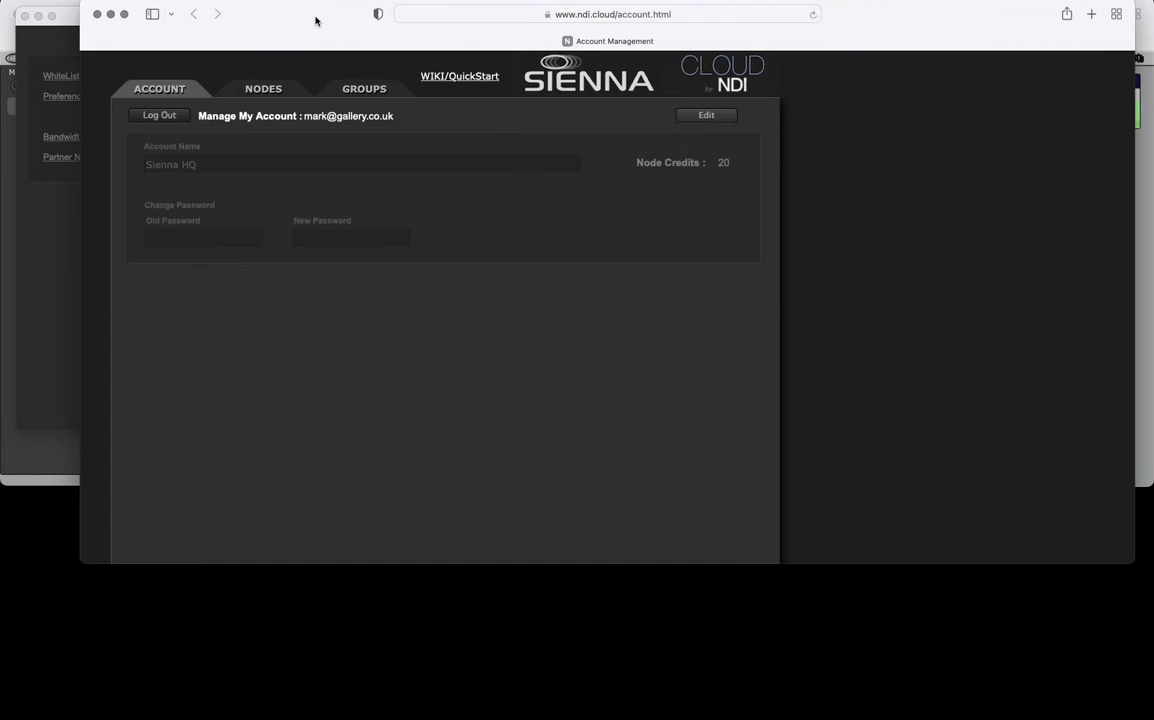 www.ndi.cloud/account.html
N Account Management
WIKI/QuickStart
SIENNA
CLOUD
for NDI
ACCOUNT
NODES
GROUPS
Log Out
Manage My Account : mark@gallery.co.uk
Edit
Account Name
Sienna HQ
Node Credits : 20
Change Password
Old Password
New Password
WhiteList
Preferenc
Bandwidt
Partner N
M